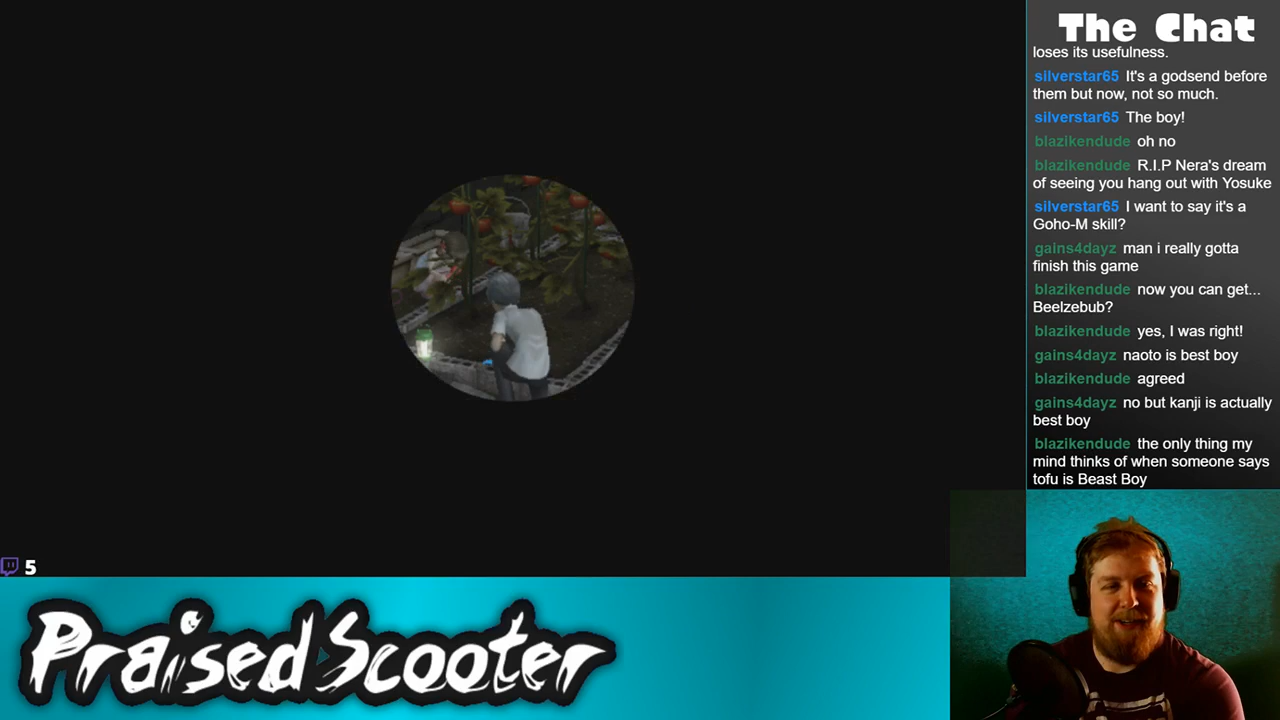 The Chat
loses its usefulness.
silverstar65 It's a godsend before
them but now, not so much.
silverstar65 The boy!
blazikendude oh no
blazikendude R.I.P Nera's dream
of seeing you hang out with Yosuke
silverstar65 I want to say it's a
Goho-M skill?
gains4dayz man i really gotta
finish this game
blazikendude now you can get...
Beelzebub?
blazikendude yes, I was right!
gains4dayz naoto is best boy
blazikendude agreed
gains4dayz no but kanji is actually
best boy
blazikendude the only thing my
mind thinks of when someone says
tofu is Beast Boy
5
PraisedScooter